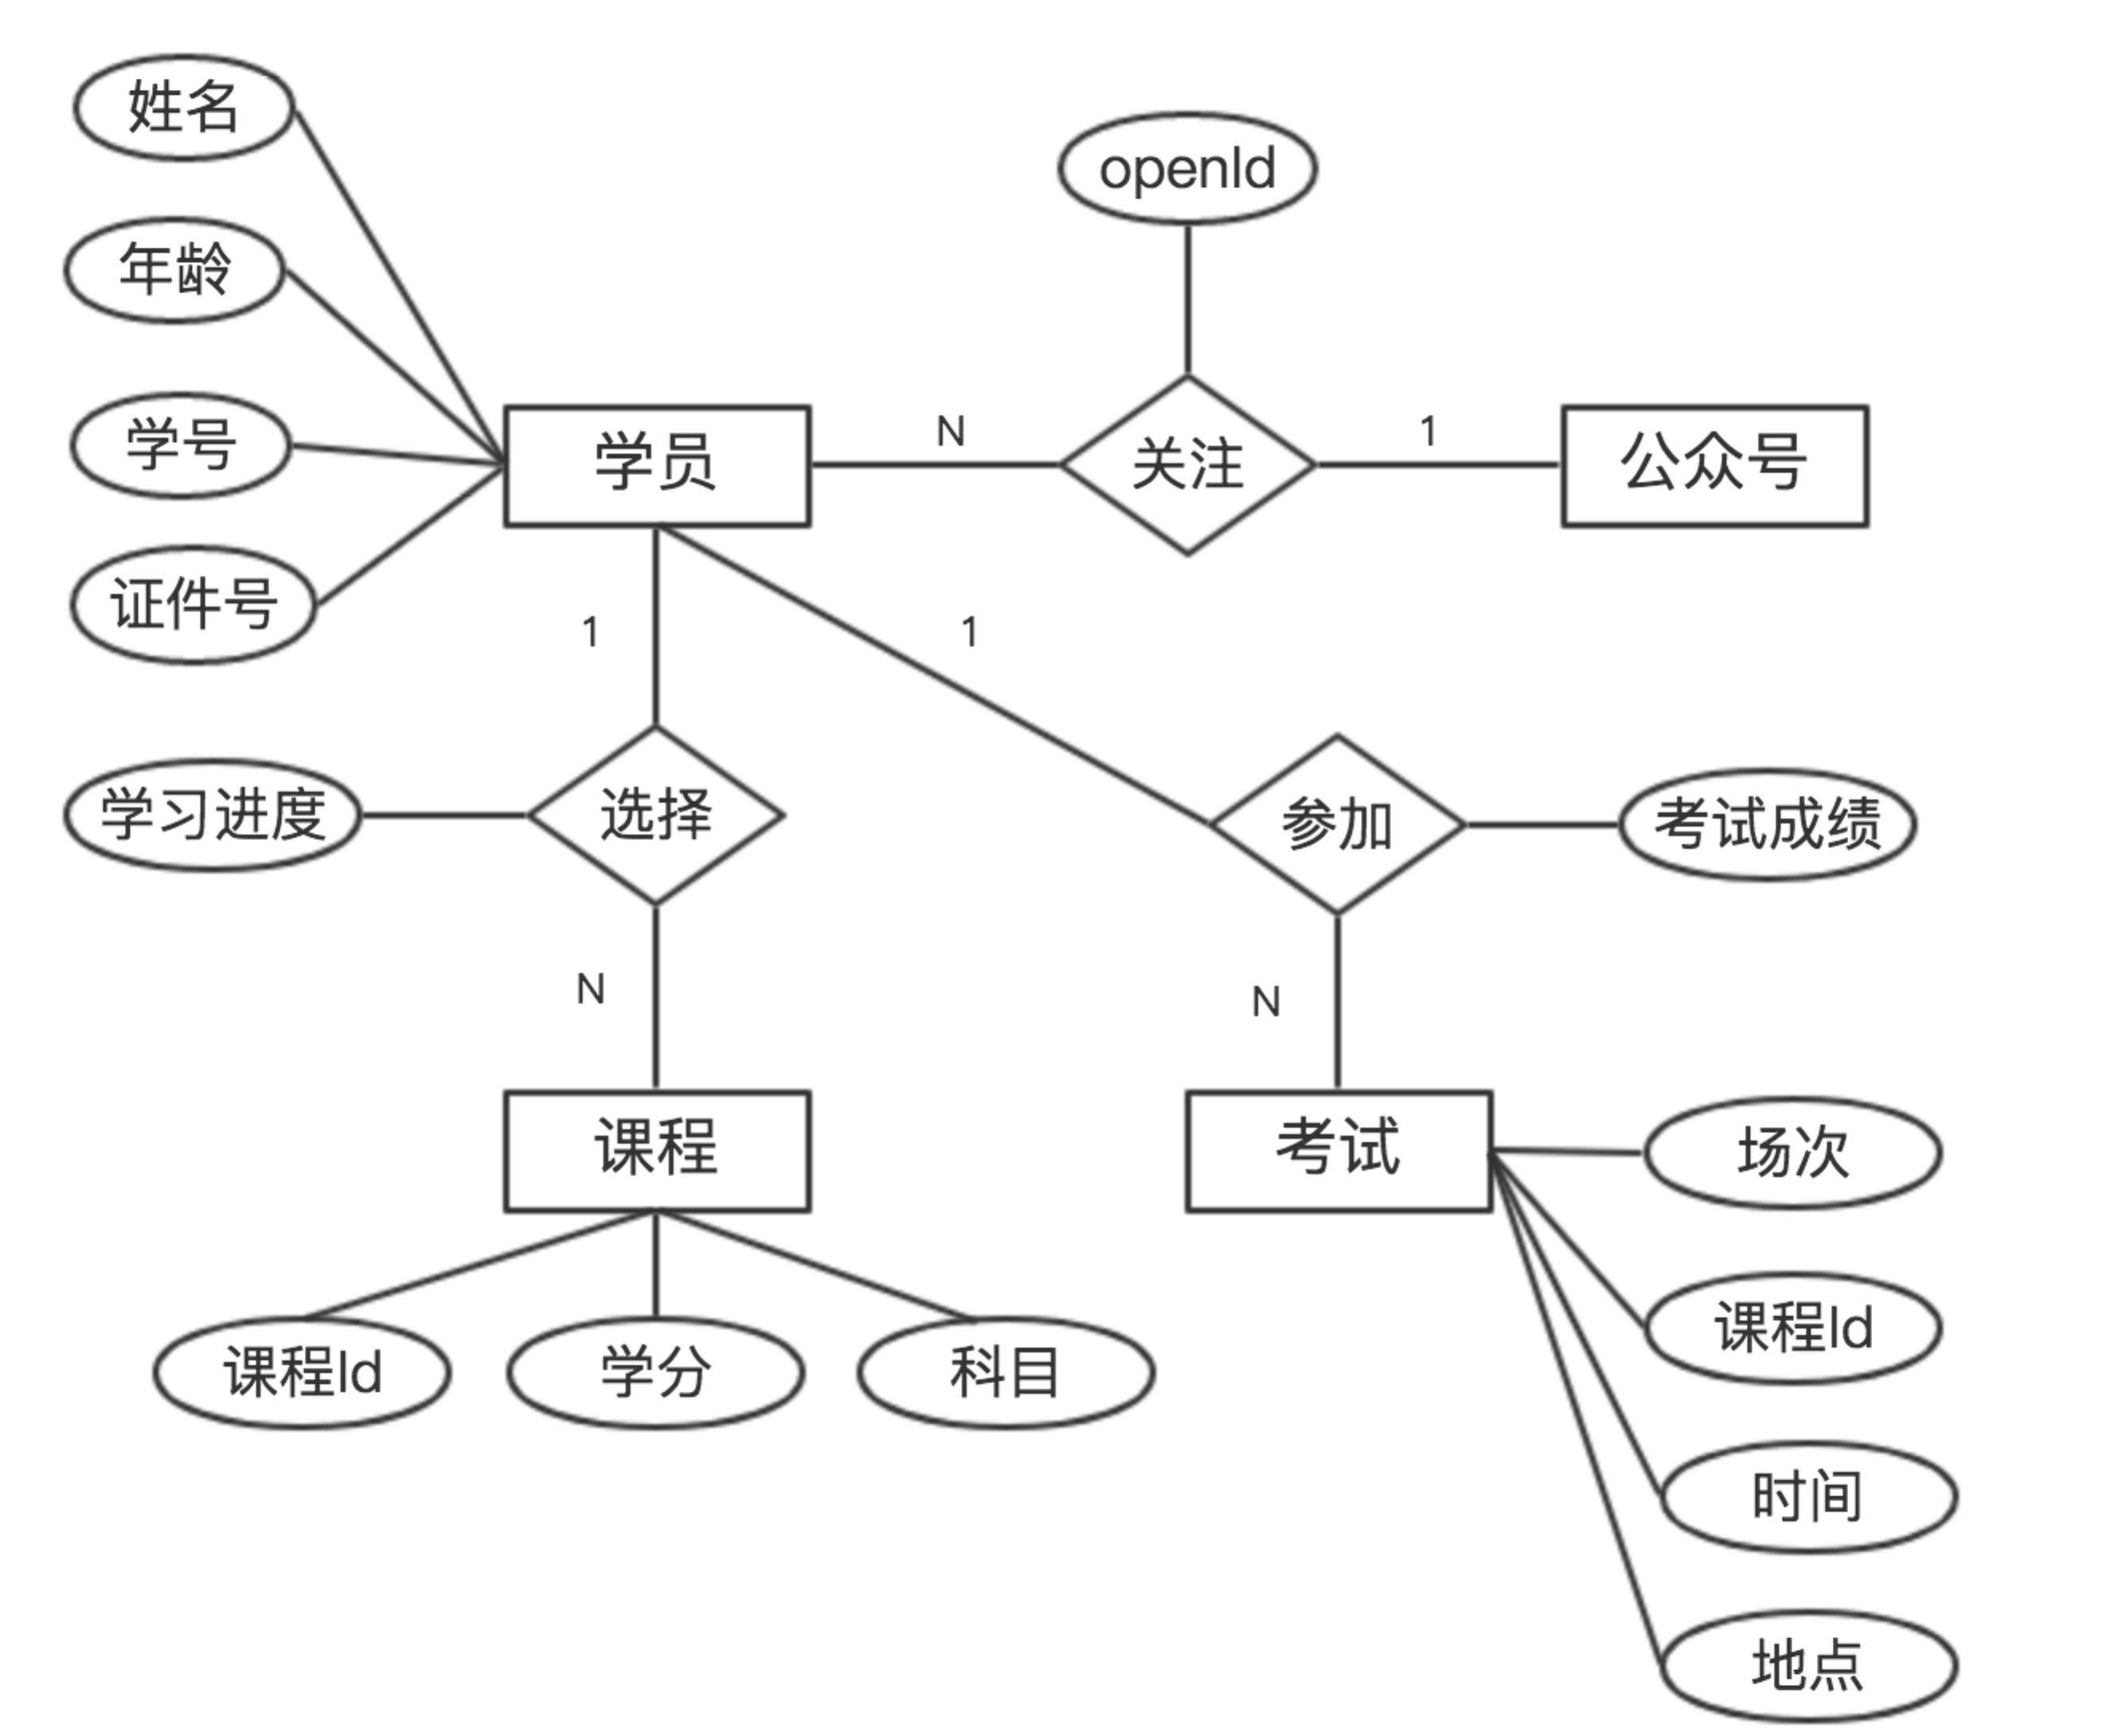 姓名
openId
年龄
学号
学员
N
关注
1
公众号
证件号
1
1
学习进度
选择
参加
考试成绩
N
N
课程
考试
场次
课程Id
课程Id
学分
科目
时间
地点